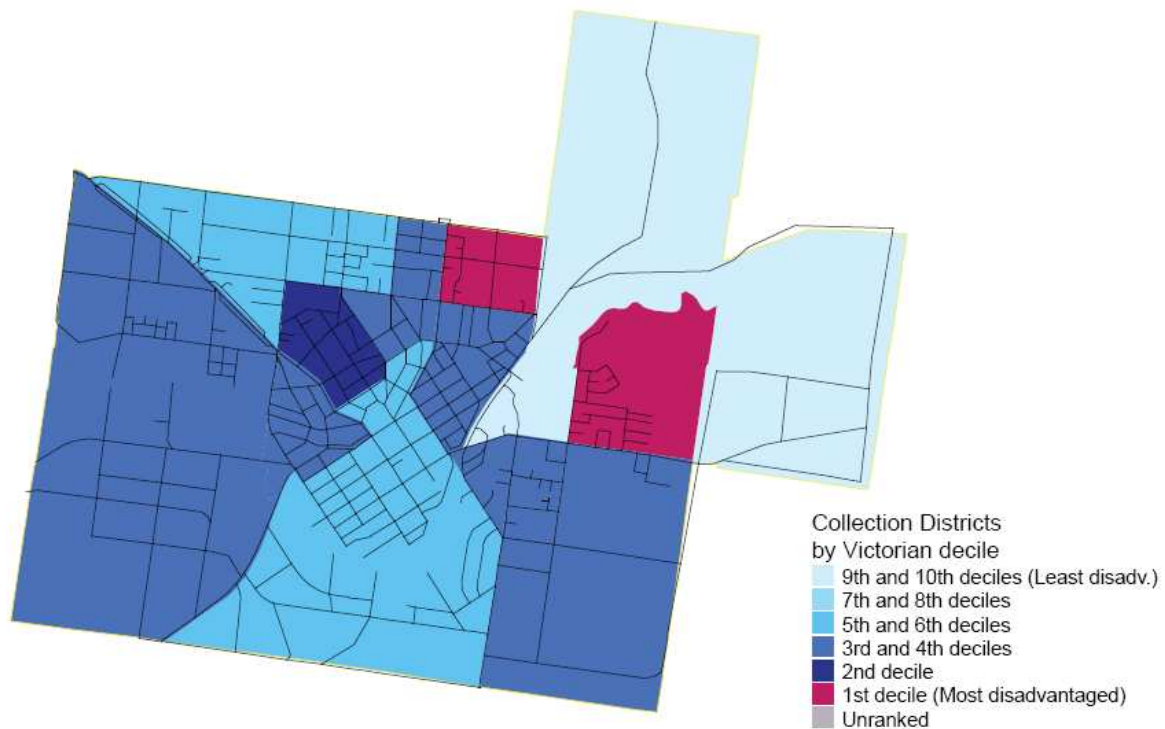 Collection Districts
by Victorian decile
9th and 10th deciles (Least disadv.)
7th and 8th deciles
5th and 6th deciles
3rd and 4th deciles
2nd decile
1st decile (Most disadvantaged)
Unranked